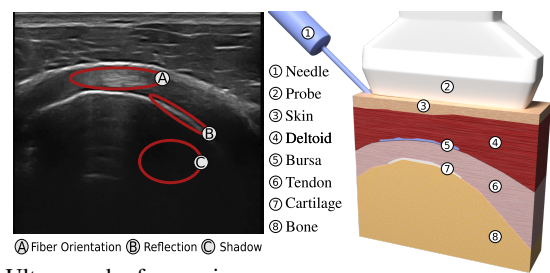 A
B
C
Ⓐ Fiber Orientation Ⓑ Reflection Ⓒ Shadow
① Needle
② Probe
③ Skin
④ Deltoid
⑤ Bursa
⑥ Tendon
⑦ Cartilage
⑧ Bone
1
2
3
4
5
7
6
8